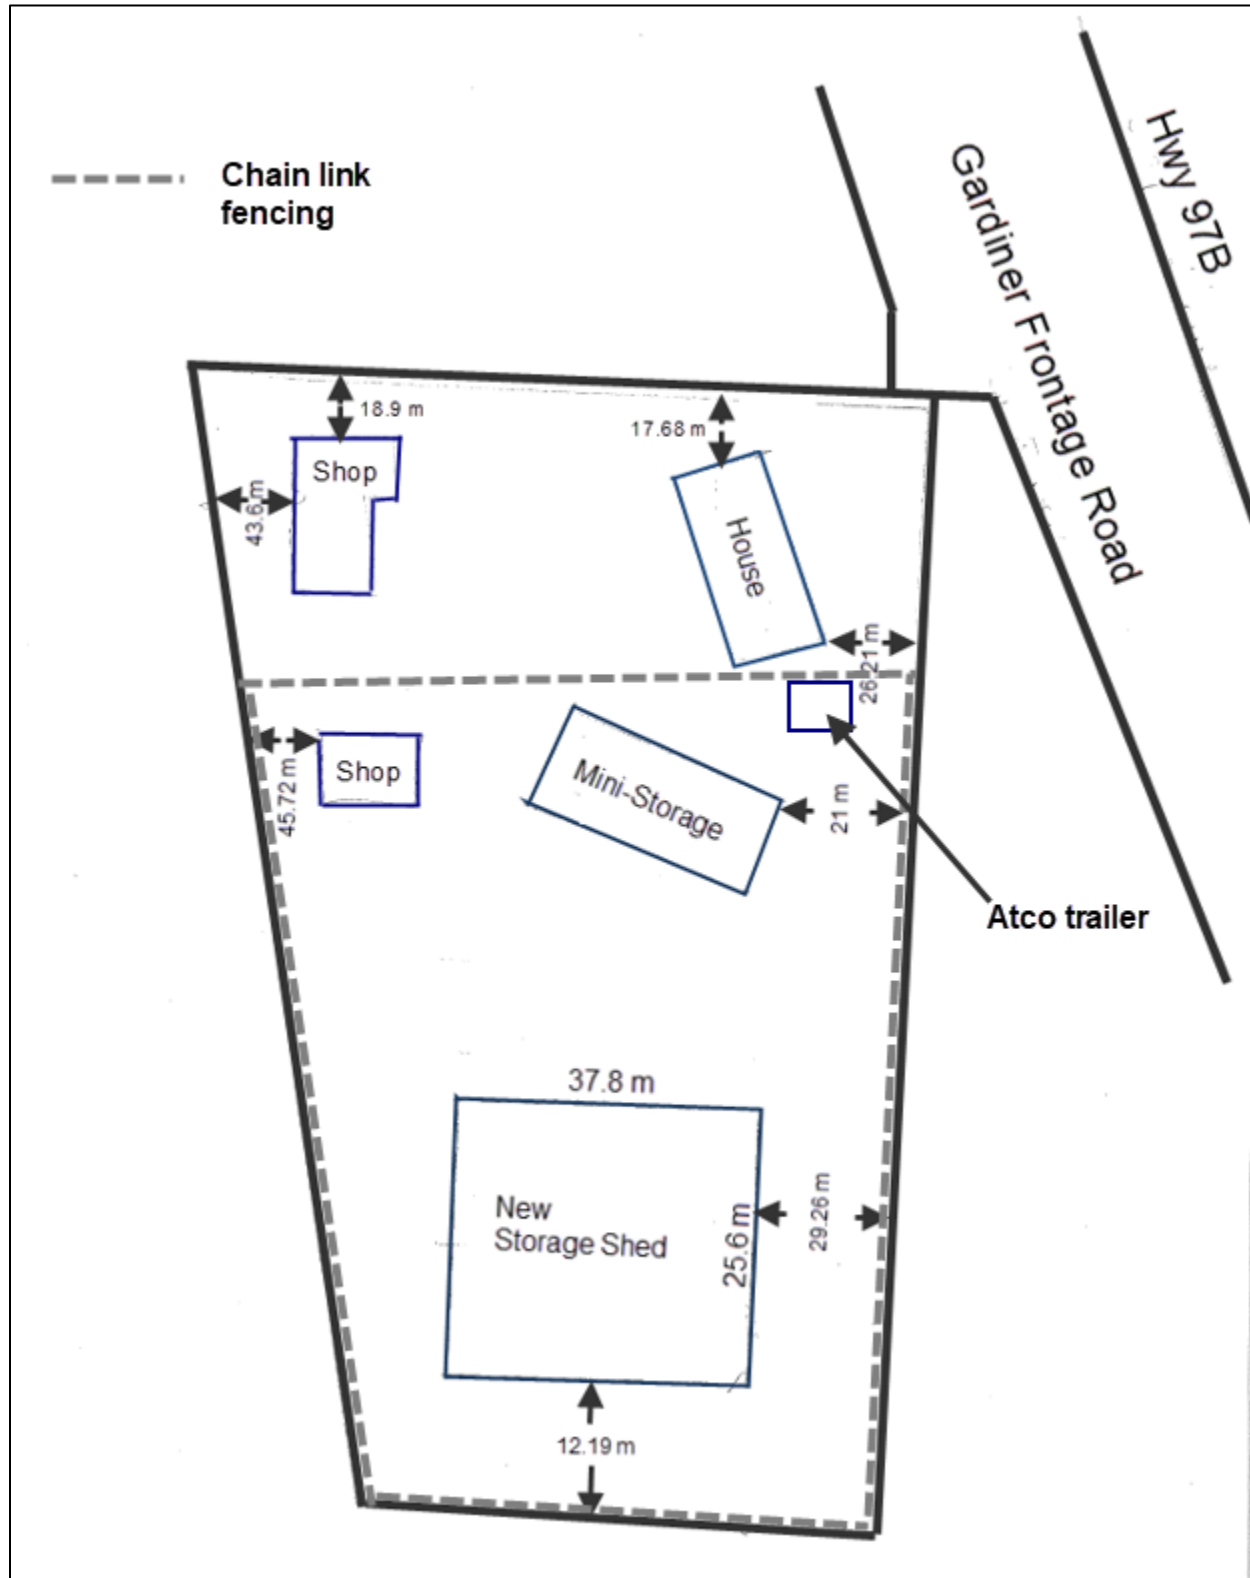 Hwy 97B
Gardiner Frontage Road
Chain link
fencing
18.9 m
17.68 m
Shop
43.6 m
House
26.21 m
45.72 m
Shop
Mini-Storage
21 m
Atco trailer
37.8 m
New
Storage Shed
25.6 m
29.26 m
12.19 m